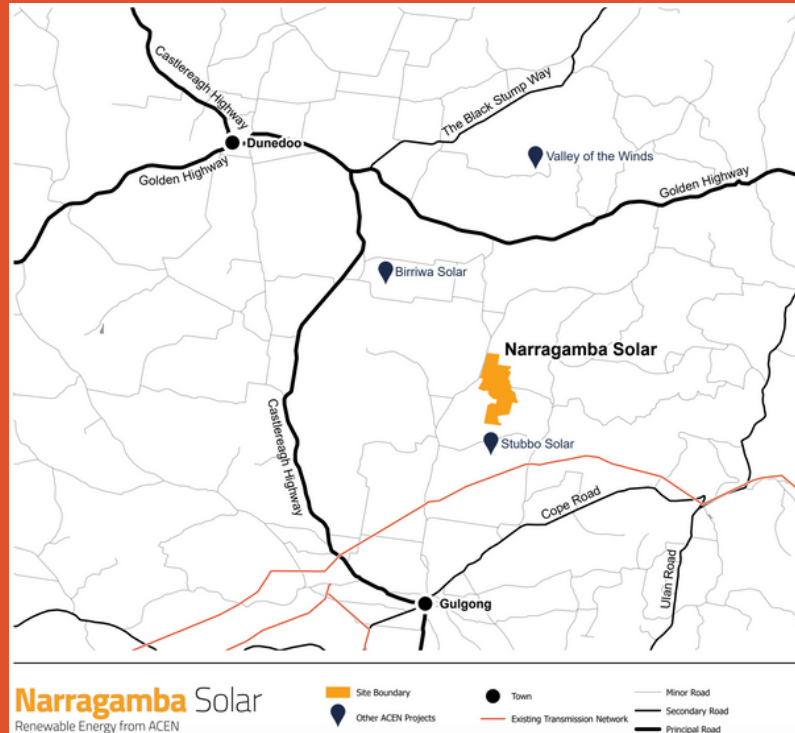 Castlereagh Highway
The Black Stump Way
Dunedoo
Valley of the Winds
Golden Highway
Golden Highway
Birriwa Solar
Narragamba Solar
Castlereagh Highway
Stubbo Solar
Cope Road
Ulan Road
Gulgong
Narragamba Solar
Renewable Energy from ACEN
Site Boundary
Other ACEN Projects
Town
Existing Transmission Network
Minor Road
Secondary Road
Principal Road